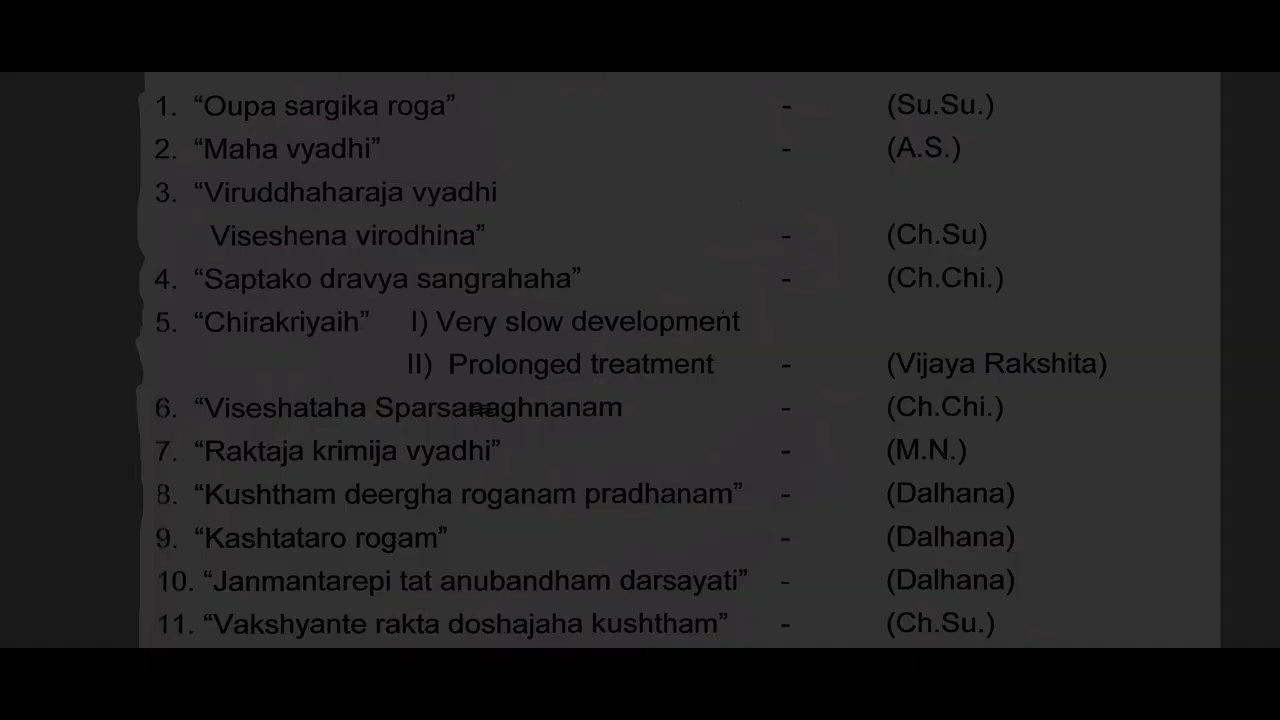 1. “Oupa sargika roga” - (Su.Su.)
2. “Maha vyadhi” - (A.S.)
3. “Viruddhaharaja vyadhi
Viseshena virodhina” - (Ch.Su)
4. “Saptako dravya sangrahaha” - (Ch.Chi.)
5. “Chirakriyaih” I) Very slow development
II) Prolonged treatment - (Vijaya Rakshita)
6. “Viseshataha - (Ch.Chi.)
7. “Raktaja krimija vyadhi” - (M.N.)
8. “Kushtham deergha roganam pradhanam” - (Dalhana)
9. “Kashtataro rogam” - (Dalhana)
10. “Janmantarepi tat anubandham darsayati” - (Dalhana)
11. “Vakshyante rakta doshajaha kushtham” - (Ch.Su.)